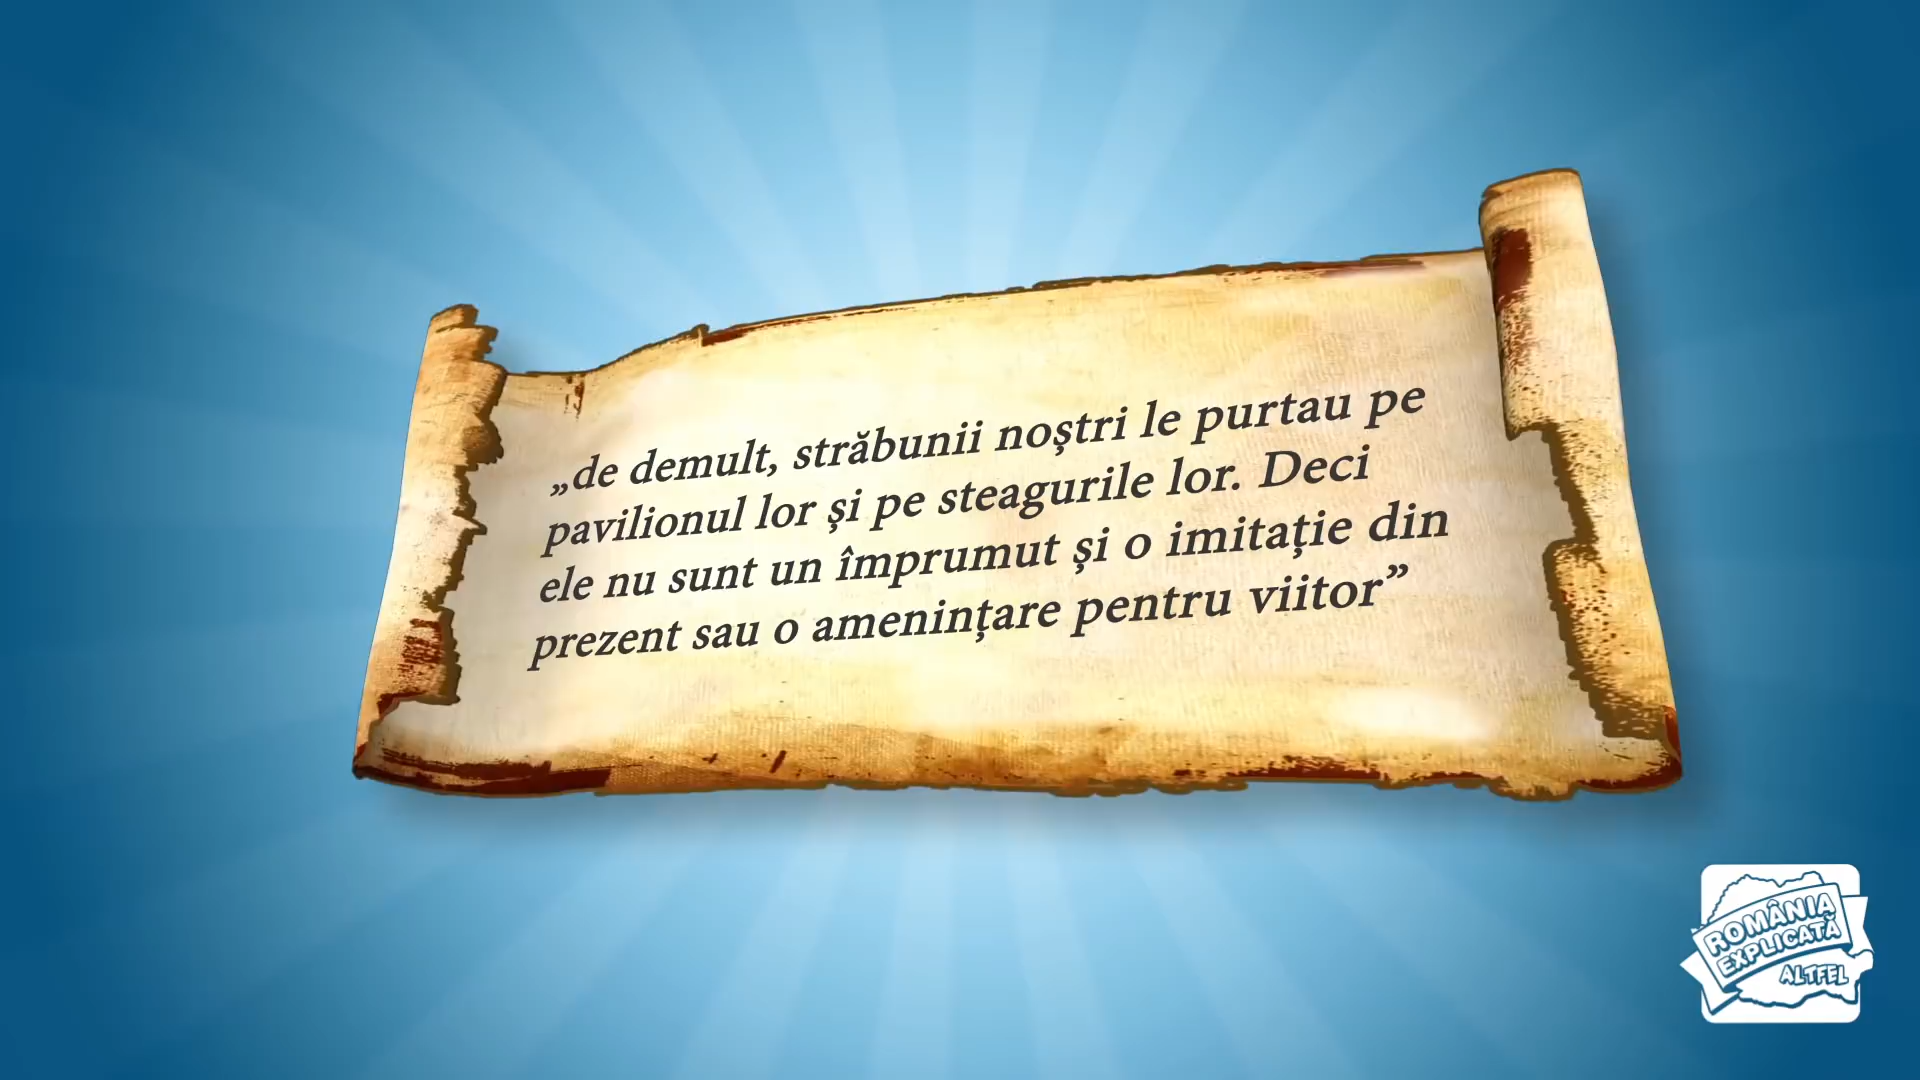 „de demult, străbunii noștri le purtau pe
pavilionul lor și pe steagurile lor. Deci
ele nu sunt un împrumut și o imitație din
prezent sau o amenințare pentru viitor”
ROMÂNIA
EXPLICATĂ
ALTFEL